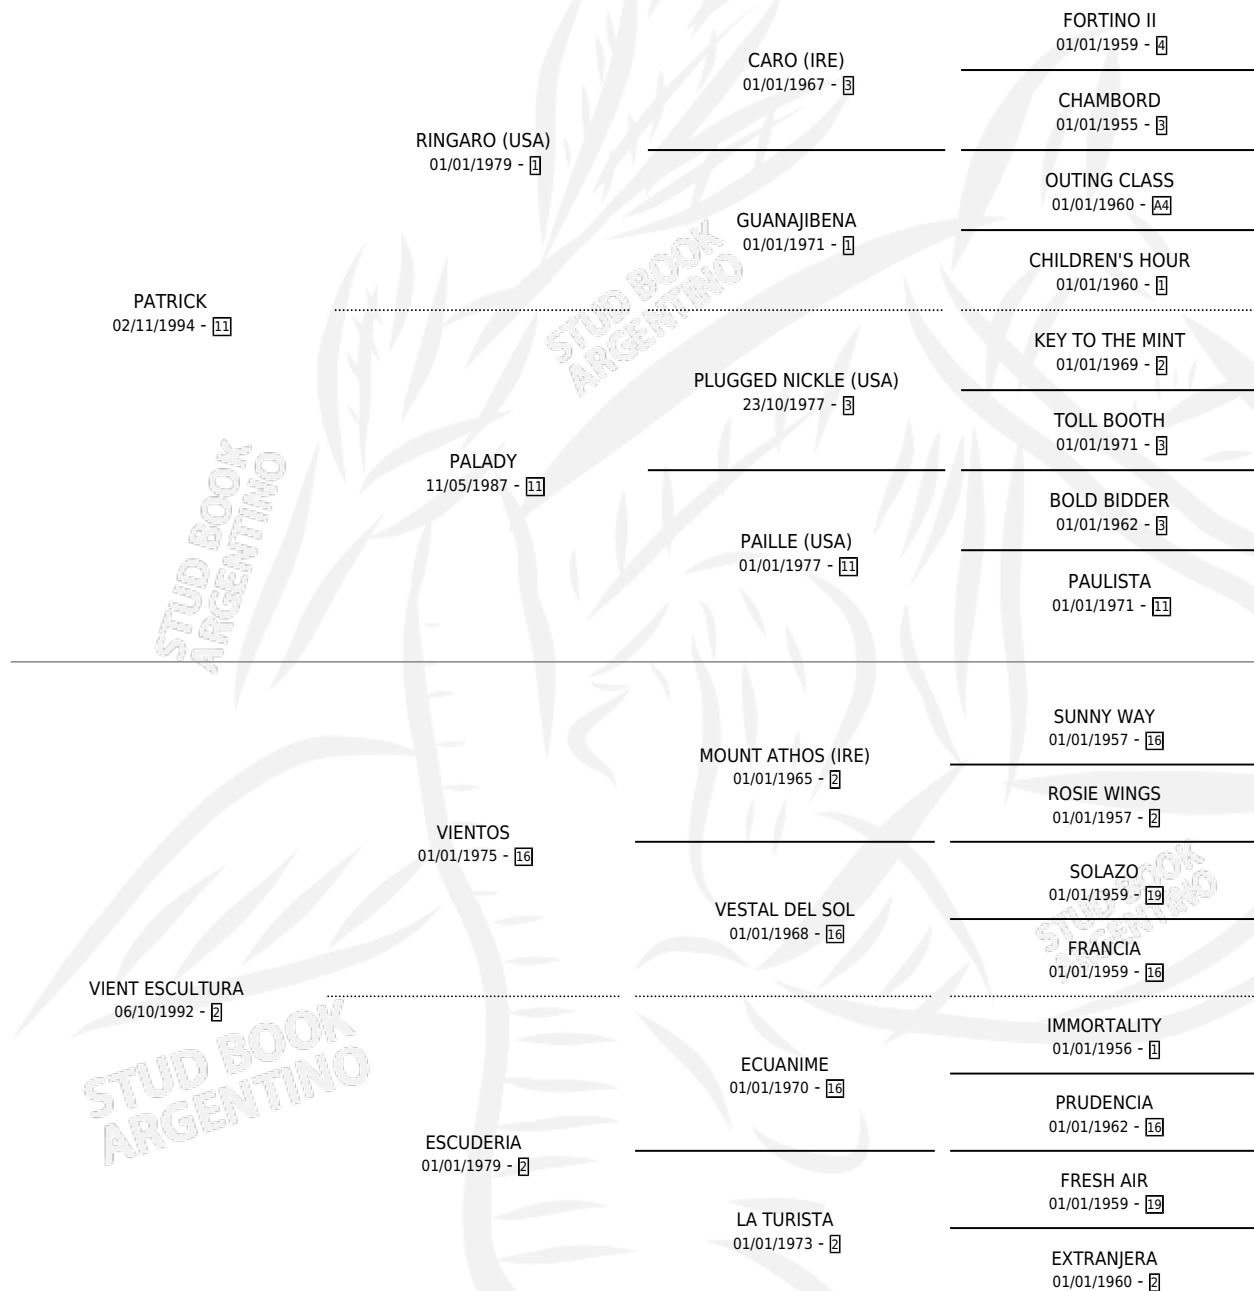 FORTINO II
01/01/1959 - 4
CARO (IRE)
01/01/1967 - 3
CHAMBORD
01/01/1955 - 3
RINGARO (USA)
01/01/1979 - 1
OUTING CLASS
01/01/1960 - A4
GUANAJIBENA
01/01/1971 - 1
CHILDREN'S HOUR
01/01/1960 - 1
PATRICK
02/11/1994 - 11
KEY TO THE MINT
01/01/1969 - 2
PLUGGED NICKLE (USA)
23/10/1977 - 3
TOLL BOOTH
01/01/1971 - 3
PALADY
11/05/1987 - 11
BOLD BIDDER
01/01/1962 - 3
PAILLE (USA)
01/01/1977 - 11
PAULISTA
01/01/1971 - 11
SUNNY WAY
01/01/1957 - 16
MOUNT ATHOS (IRE)
01/01/1965 - 2
ROSIE WINGS
01/01/1957 - 2
VIENTOS
01/01/1975 - 16
SOLAZO
01/01/1959 - 19
VESTAL DEL SOL
01/01/1968 - 16
FRANCIA
01/01/1959 - 16
VIENT ESCULTURA
06/10/1992 - 2
IMMORTALITY
01/01/1956 - 1
ECUANIME
01/01/1970 - 16
PRUDENCIA
01/01/1962 - 16
ESCUDERIA
01/01/1979 - 2
FRESH AIR
01/01/1959 - 19
LA TURISTA
01/01/1973 - 2
EXTRANJERA
01/01/1960 - 2
STUD BOOK
ARGENTINO
STUD BOOK
ARGENTINO
STUD BOOK
ARGENTINO
STUD BOOK
ARGENTINO